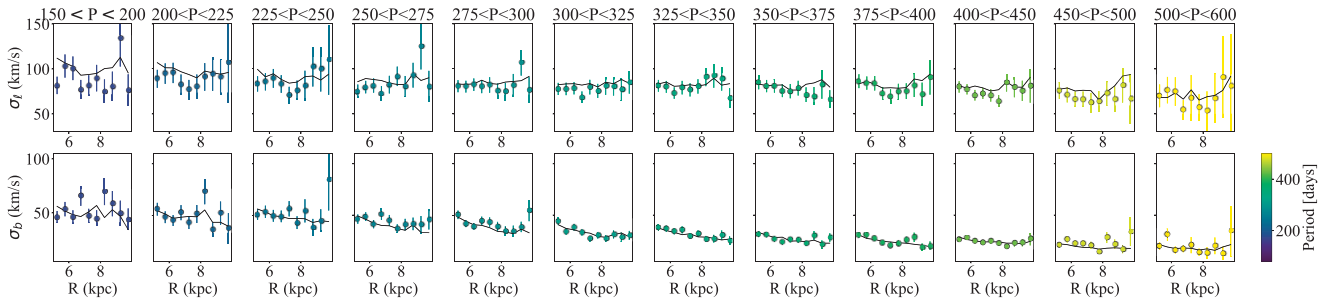 150 < P < 200 200<P<225 225<P<250 250<P<275 275<P<300 300<P<325 325<P<350 350<P<375 375<P<400 400<P<450 450<P<500 500<P<600
150
100
50
σl (km/s)
6 8 6 8 6 8 6 8 6 8 6 8 6 8 6 8 6 8 6 8 6 8 6 8
100
50
σb (km/s)
6 8 6 8 6 8 6 8 6 8 6 8 6 8 6 8 6 8 6 8 6 8 6 8
R (kpc) R (kpc) R (kpc) R (kpc) R (kpc) R (kpc) R (kpc) R (kpc) R (kpc) R (kpc) R (kpc) R (kpc)
400
200
Period [days]